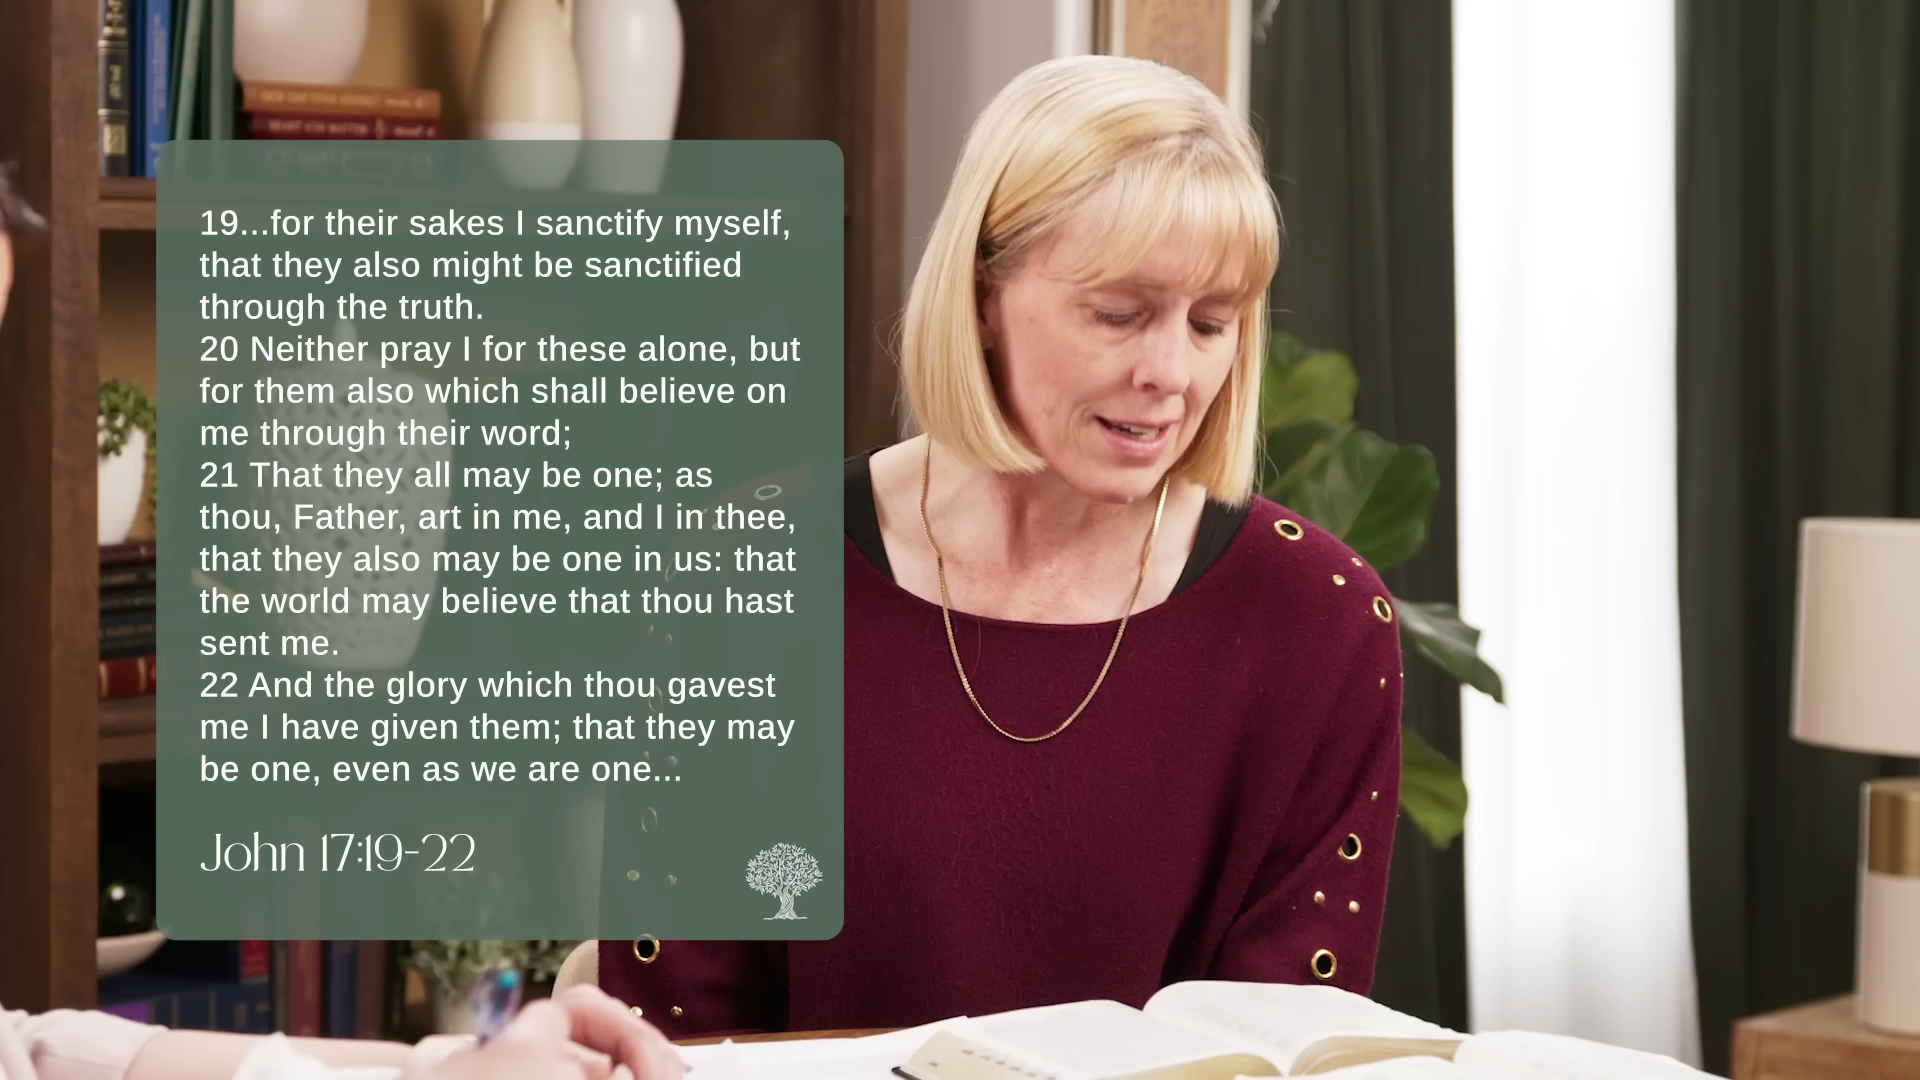 19...for their sakes I sanctify myself,
that they also might be sanctified
through the truth.
20 Neither pray I for these alone, but
for them also which shall believe on
me through their word;
21 That they all may be one; as
thou, Father, art in me, and I in thee,
that they also may be one in us: that
the world may believe that thou hast
sent me.
22 And the glory which thou gavest
me I have given them; that they may
be one, even as we are one...
John 17:19-22